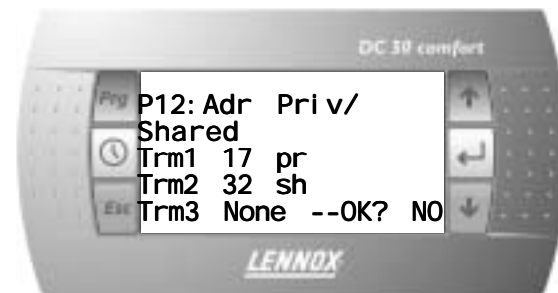 DC 30 comfort
Prg
P12: Adr Priv/
Shared
Trm1 17 pr
Trm2 32 sh
Esc
Trm3 None --OK? NO
LENNOX